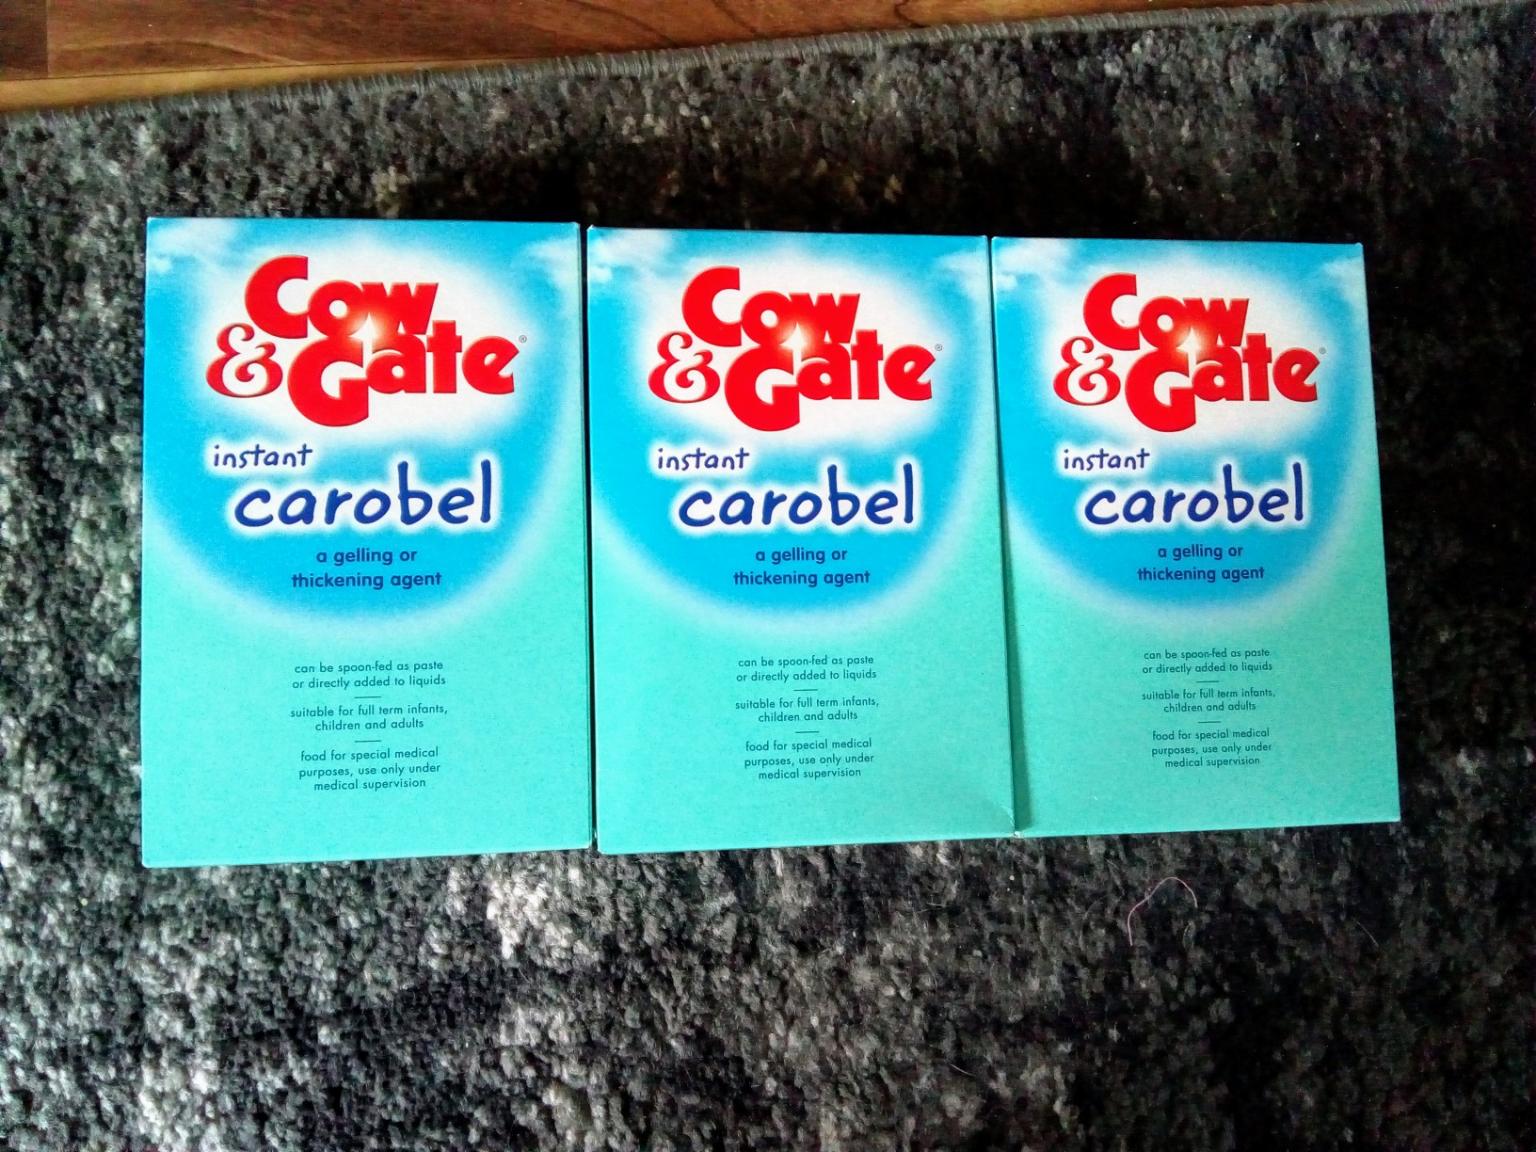 Cow
& Gate®
instant
carobel
a gelling or
thickening agent
can be spoon-fed as paste
or directly added to liquids
suitable for full term infants,
children and adults
food for special medical
purposes, use only under
medical supervision
Cow
& Gate®
instant
carobel
a gelling or
thickening agent
can be spoon-fed as paste
or directly added to liquids
suitable for full term infants,
children and adults
food for special medical
purposes, use only under
medical supervision
Cow
& Gate®
instant
carobel
a gelling or
thickening agent
can be spoon-fed as paste
or directly added to liquids
suitable for full term infants,
children and adults
food for special medical
purposes, use only under
medical supervision